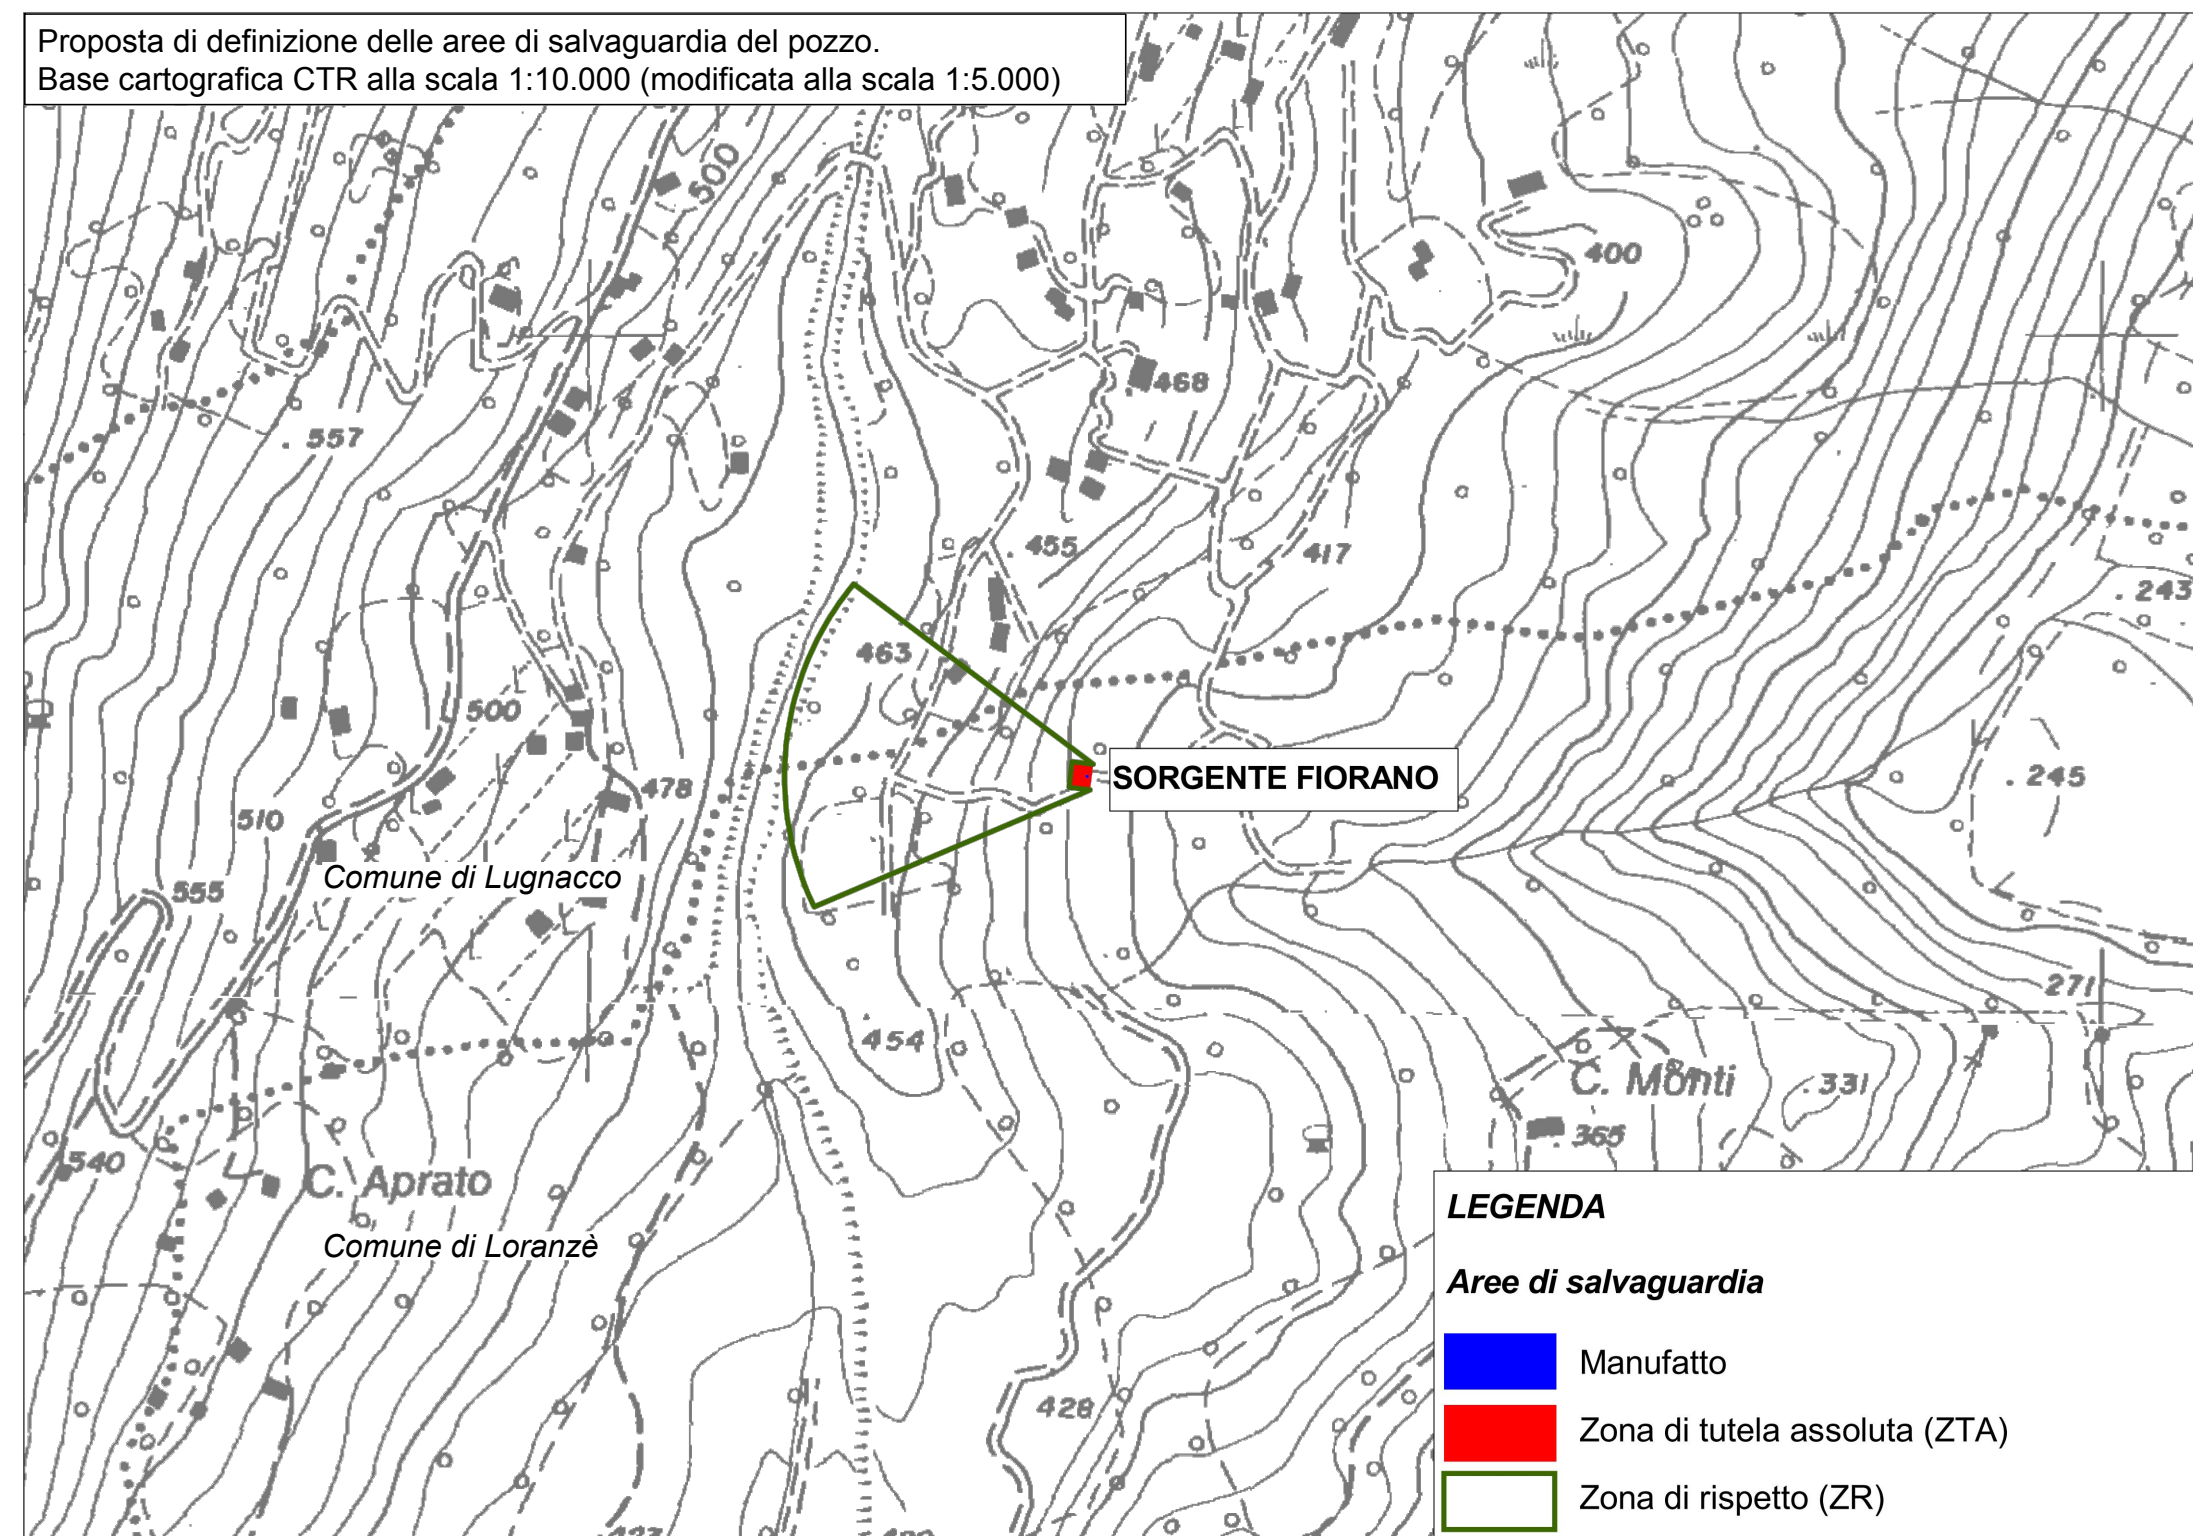 Proposta di definizione delle aree di salvaguardia del pozzo.
Base cartografica CTR alla scala 1:10.000 (modificata alla scala 1:5.000)
500
400
468
557
455
417
243
463
500
SORGENTE FIORANO
245
478
510
Comune di Lugnacco
555
271
454
C. Monti
331
365
540
C. Aprato
Comune di Loranzè
428
LEGENDA
Aree di salvaguardia
Manufatto
Zona di tutela assoluta (ZTA)
Zona di rispetto (ZR)